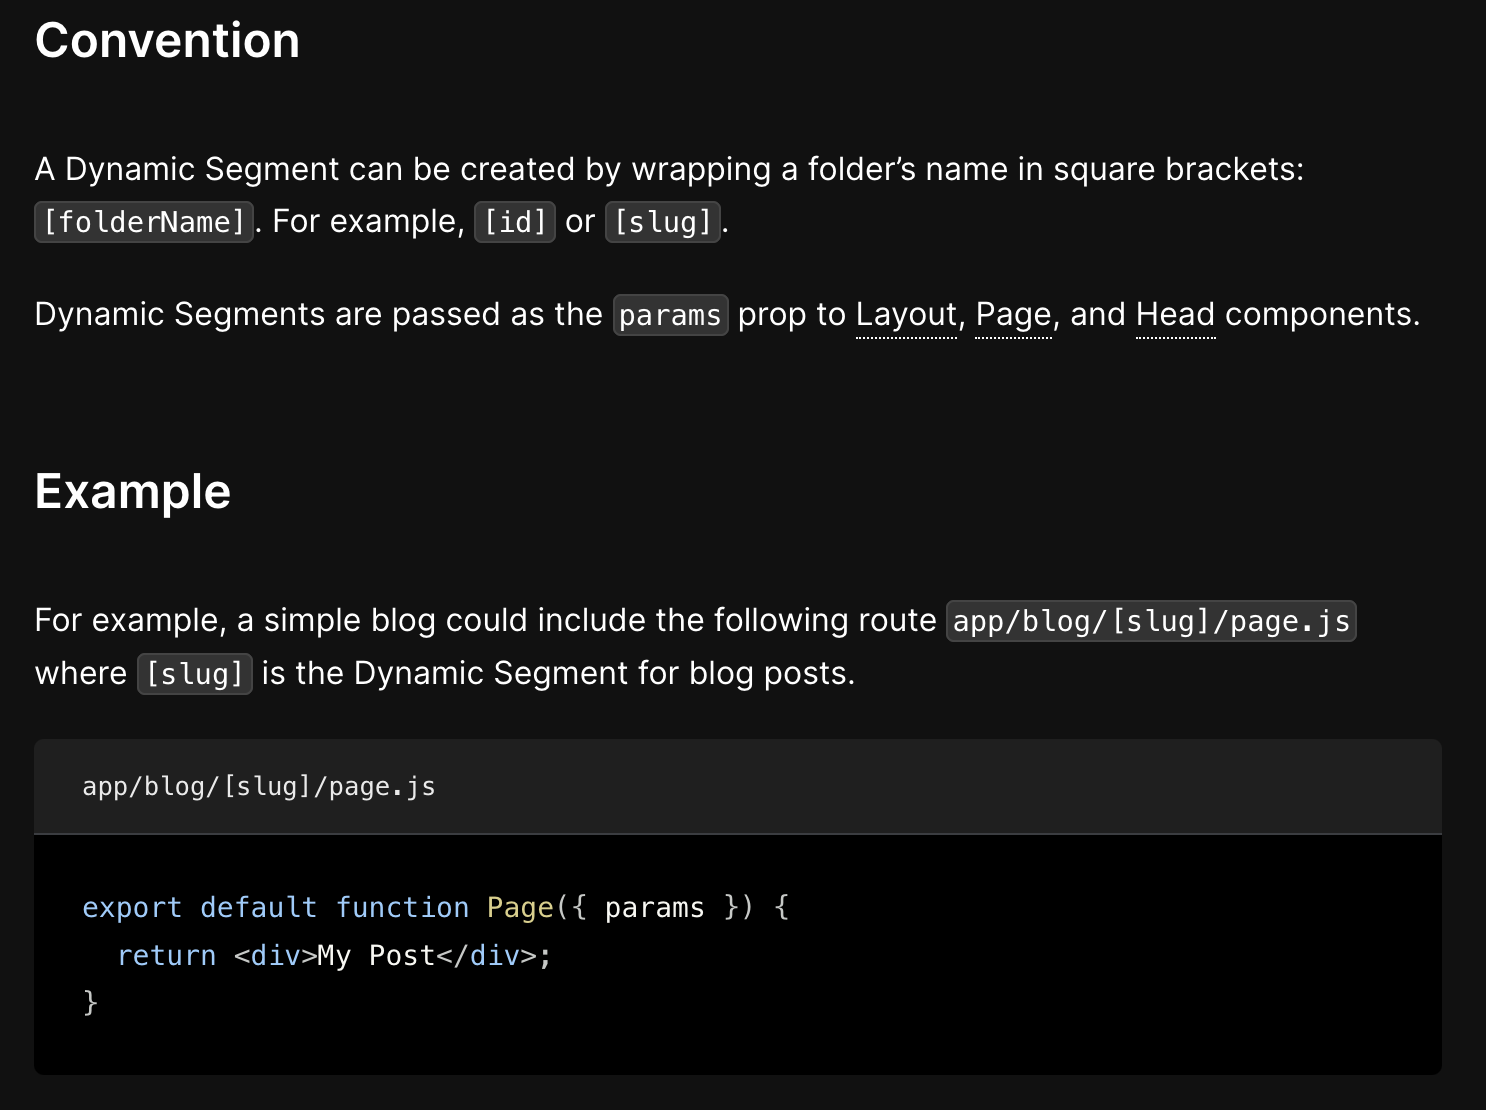 Convention
A Dynamic Segment can be created by wrapping a folder’s name in square brackets:
[folderName]. For example, [id] or [slug].
Dynamic Segments are passed as the params prop to Layout, Page, and Head components.
Example
For example, a simple blog could include the following route app/blog/[slug]/page.js
where [slug] is the Dynamic Segment for blog posts.
app/blog/[slug]/page.js
export default function Page({ params }) {
  return <div>My Post</div>;
}